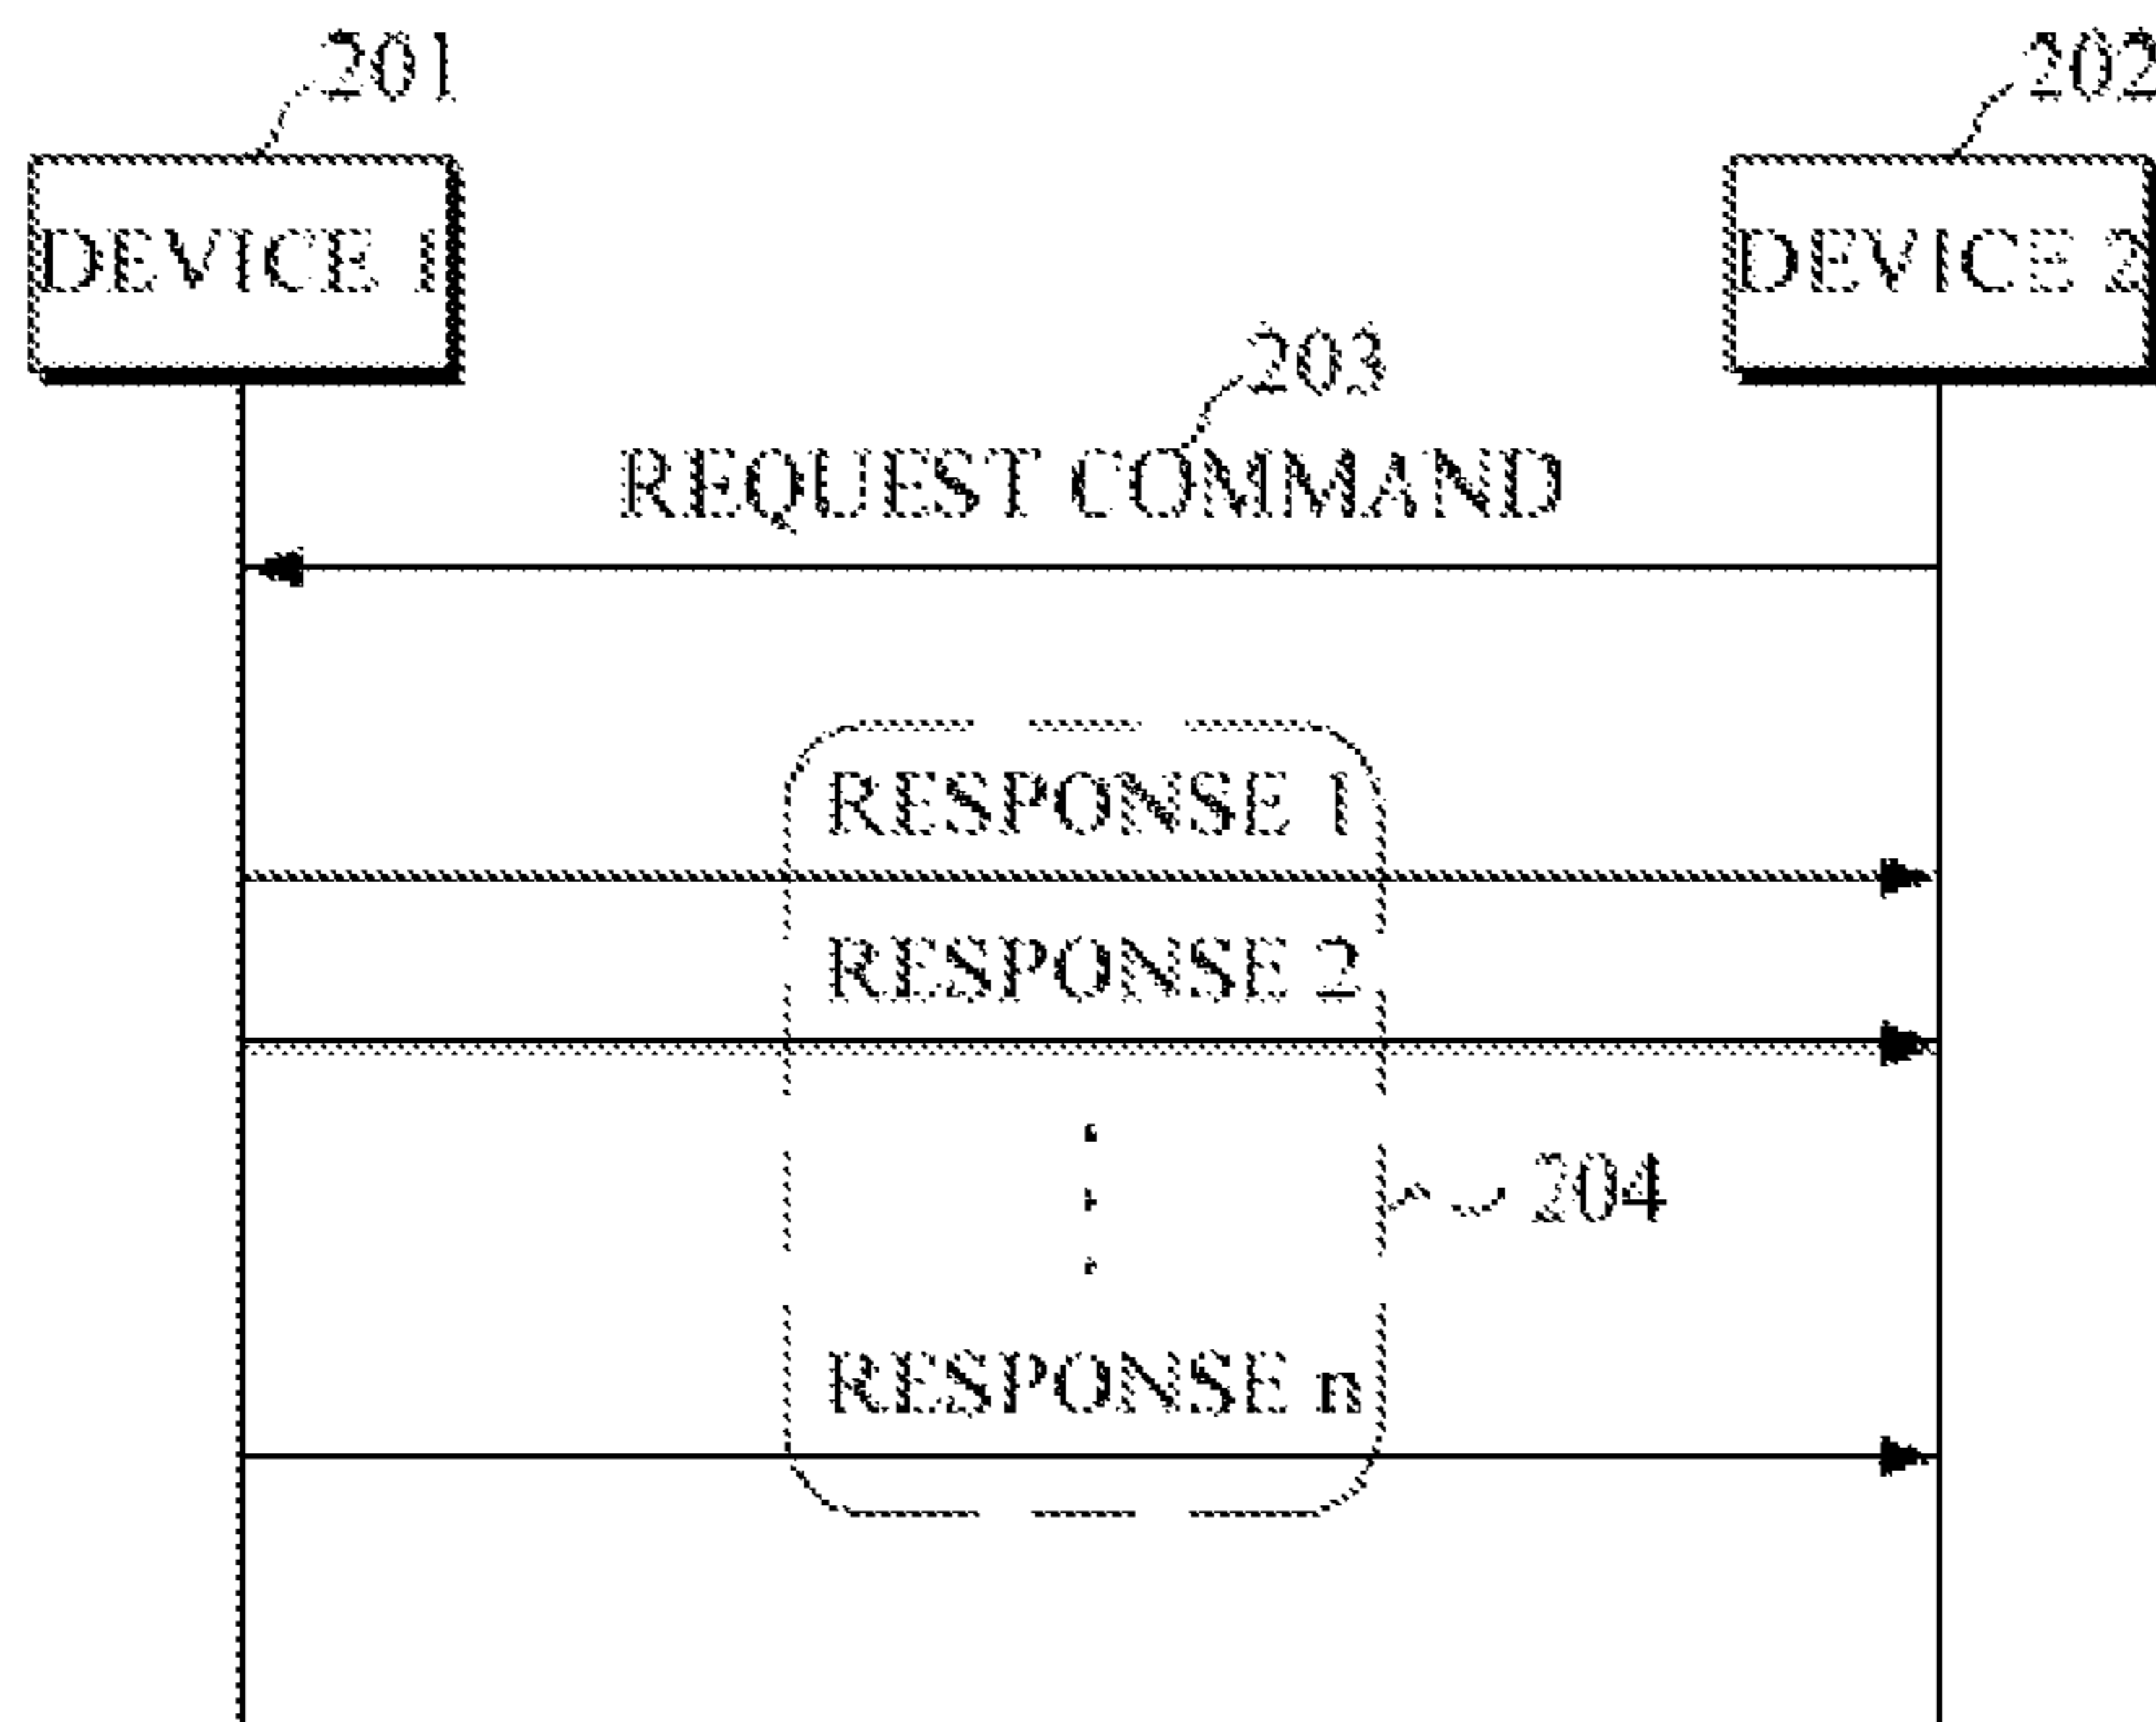 201
202
DEVICE 1
DEVICE 2
203
REQUEST COMMAND
RESPONSE 1
RESPONSE 2
204
RESPONSE n